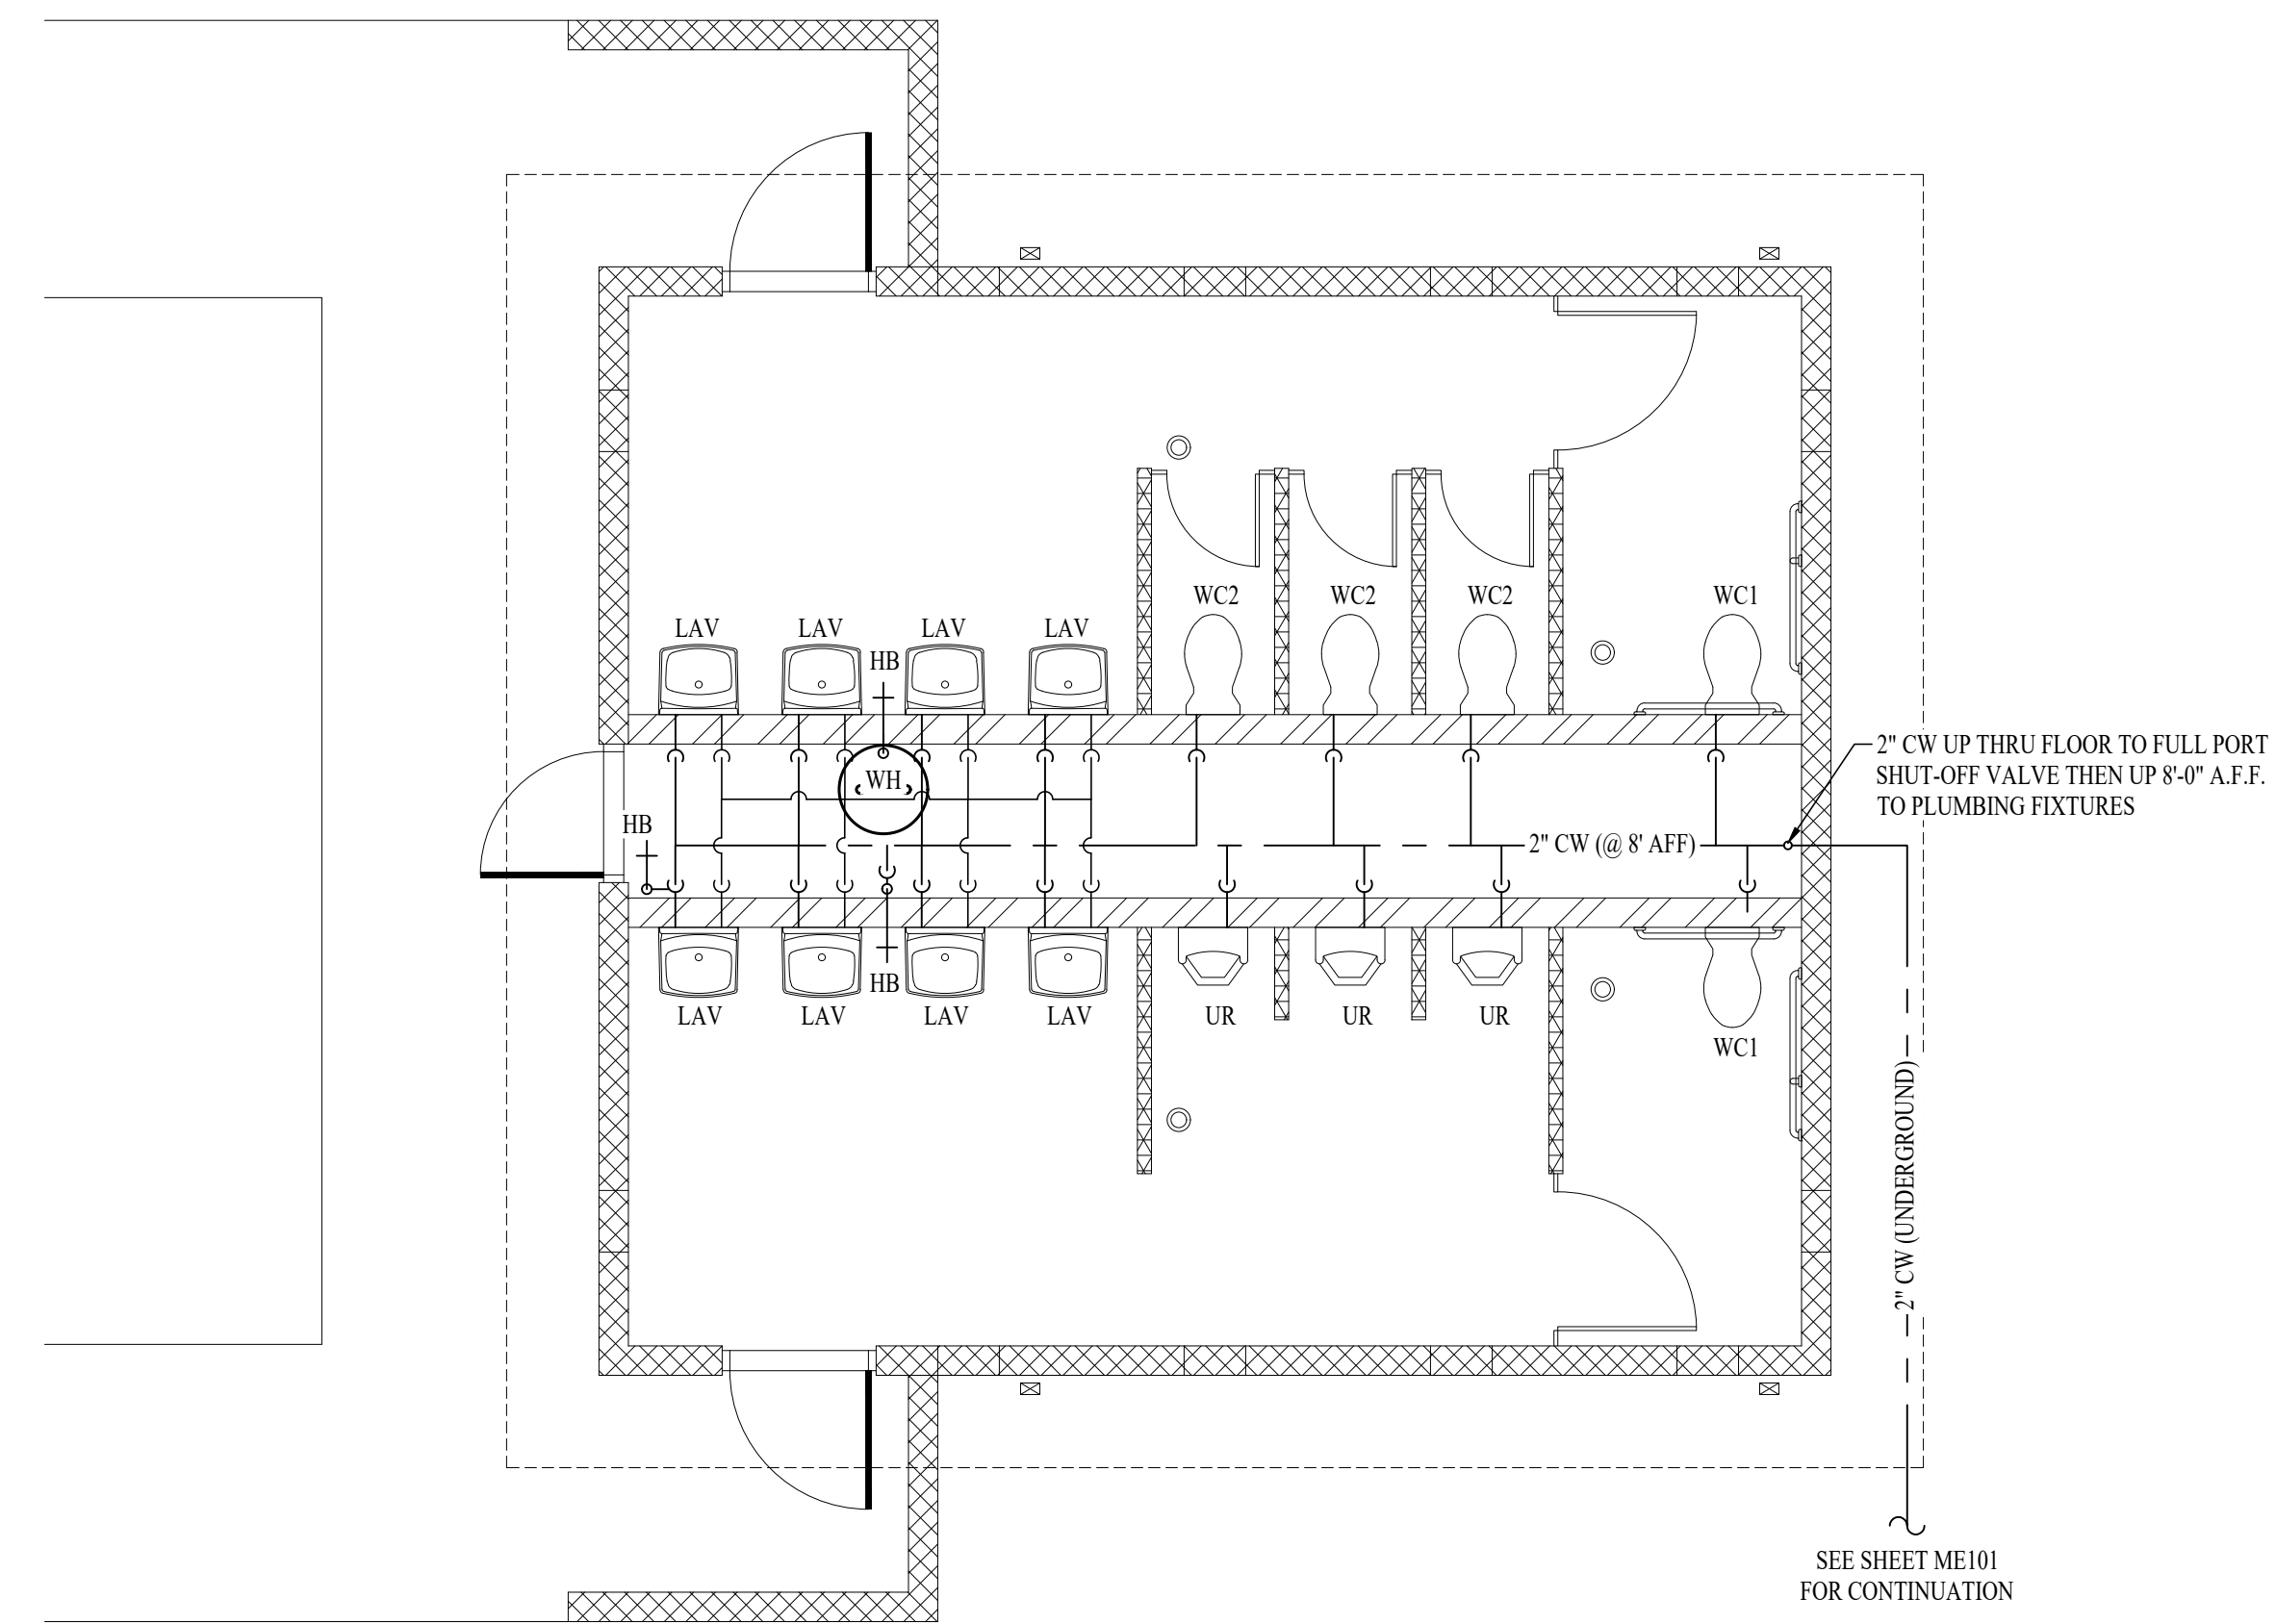 WC2
WC2
WC2
WC1
LAV
LAV
LAV
LAV
HB
WH
2" CW UP THRU FLOOR TO FULL PORT
SHUT-OFF VALVE THEN UP 8'-0" A.F.F.
TO PLUMBING FIXTURES
HB
2" CW (@ 8' AFF)
HB
LAV
LAV
LAV
LAV
UR
UR
UR
WC1
2" CW (UNDERGROUND)
SEE SHEET ME101
FOR CONTINUATION